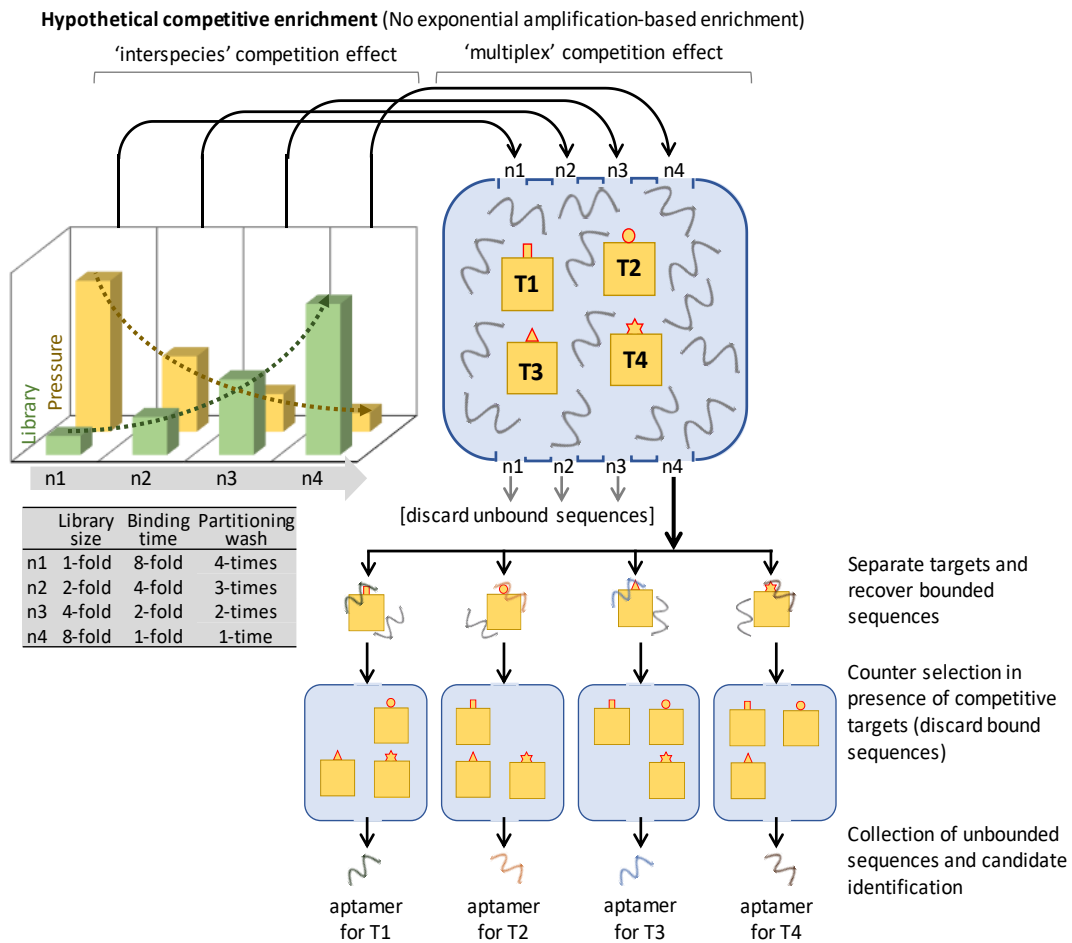 Hypothetical competitive enrichment (No exponential amplification-based enrichment)
‘interspecies’ competition effect
‘multiplex’ competition effect
n1 n2 n3 n4
T1
T2
T3
T4
Pressure
Library
n1 n2 n3 n4
n1 n2 n3 n4
[discard unbound sequences]
Library size Binding time Partitioning wash
n1 1-fold 8-fold 4-times
n2 2-fold 4-fold 3-times
n3 4-fold 2-fold 2-times
n4 8-fold 1-fold 1-time
Separate targets and
recover bounded
sequences
Counter selection in
presence of competitive
targets (discard bound
sequences)
Collection of unbounded
sequences and candidate
identification
aptamer
for T1
aptamer
for T2
aptamer
for T3
aptamer
for T4